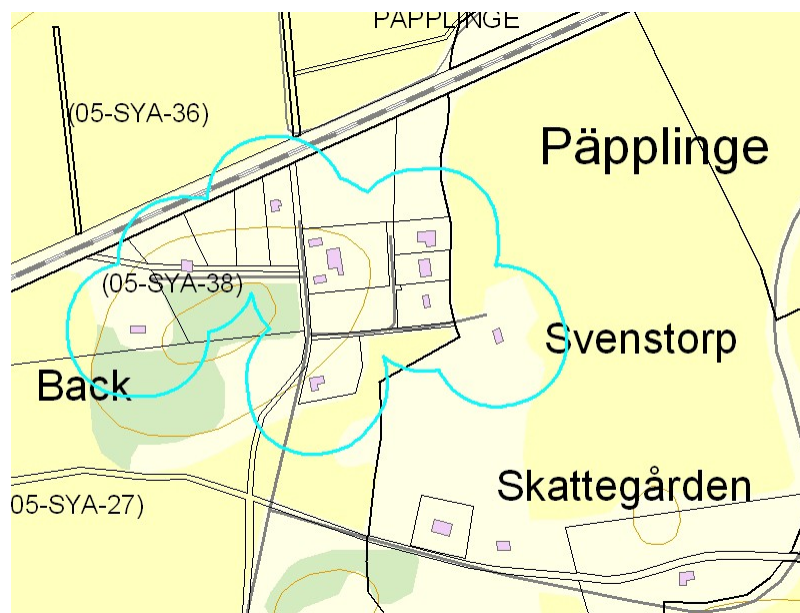 PÄPPLINGE
(05-SYA-36)
Päpplinge
(05-SYA-38)
Svenstorp
Back
Skattegården
05-SYA-27)